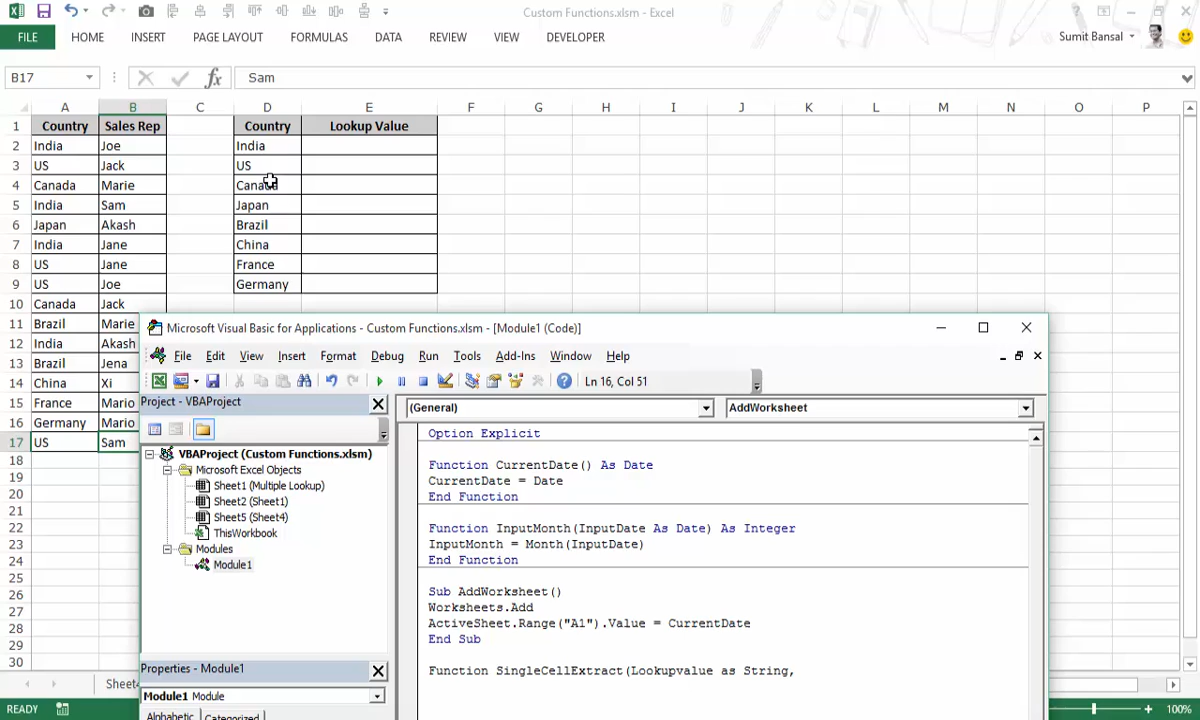 Custom Functions.xlsm - Excel
FILE HOME INSERT PAGE LAYOUT FORMULAS DATA REVIEW VIEW DEVELOPER Sumit Bansal
B17 fx Sam
A B C D E F G H I J K L M N O P
1 Country Sales Rep Country Lookup Value
2 India Joe India
3 US Jack US
4 Canada Marie Canada
5 India Sam Japan
6 Japan Akash Brazil
7 India Jane China
8 US Jane France
9 US Joe Germany
10 Canada Jack
11 Brazil Marie
12 India Akash
13 Brazil Jena
14 China Xi
15 France Mario
16 Germany Mario
17 US Sam
18
19
20
21
22
23
24
25
26
27
28
29
30
Microsoft Visual Basic for Applications - Custom Functions.xlsm - [Module1 (Code)]
File Edit View Insert Format Debug Run Tools Add-Ins Window Help
Ln 16, Col 51
Project - VBAProject
VBAProject (Custom Functions.xlsm)
Microsoft Excel Objects
Sheet1 (Multiple Lookup)
Sheet2 (Sheet1)
Sheet5 (Sheet4)
ThisWorkbook
Modules
Module1
Properties - Module1
Module1 Module
Alphabetic Categorized
(General) AddWorksheet
Option Explicit
Function CurrentDate() As Date
CurrentDate = Date
End Function
Function InputMonth(InputDate As Date) As Integer
InputMonth = Month(InputDate)
End Function
Sub AddWorksheet()
Worksheets.Add
ActiveSheet.Range("A1").Value = CurrentDate
End Sub
Function SingleCellExtract(Lookupvalue as String,
READY 100%